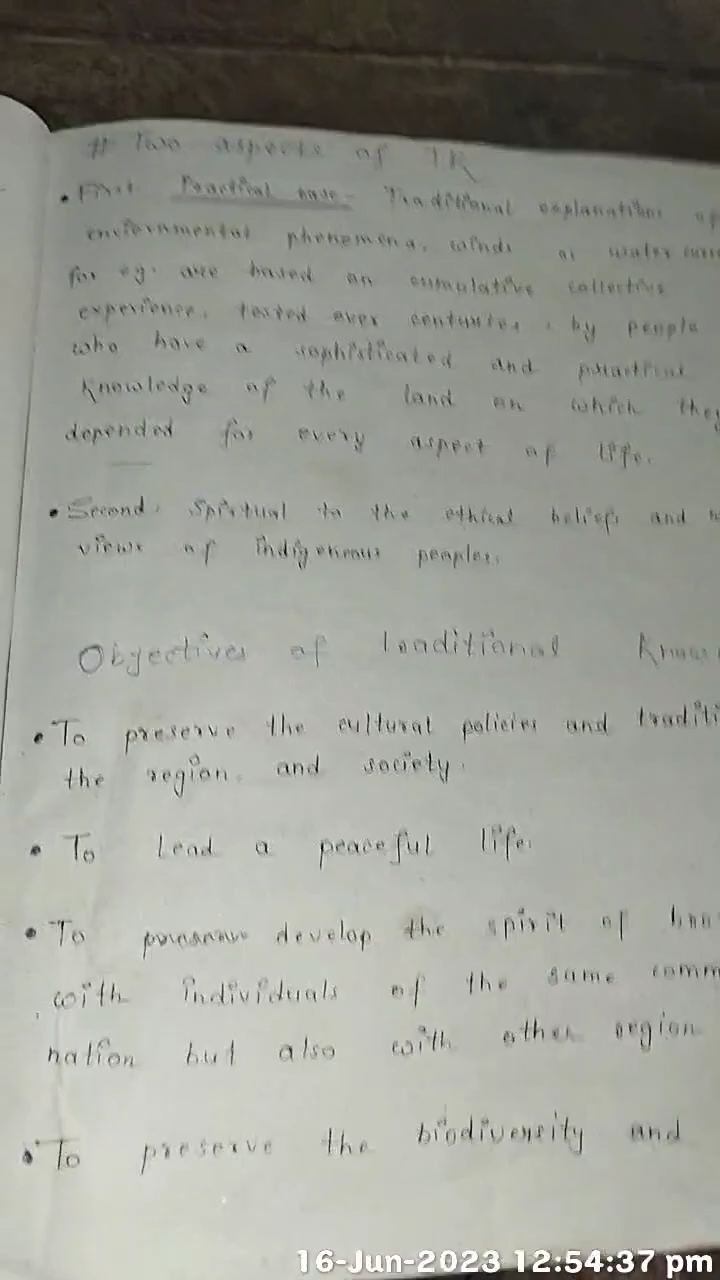 # Two aspects of TK
• First Practical base - Traditional explanations of
enviornmental phenomena, winds or water
for eg. are based on cumulative collective
experience, tested over centuries, by people
who have a sophisticated and practical
knowledge of the land on which they
depended for every aspect of life.
• Second, Spiritual to the ethical beliefs and
views of indigenous peoples.
Objectives of Traditional Know
• To preserve the cultural policies and traditi
the region. and society.
• To Lead a peaceful life.
• To develop the spirit of
with individuals of the same comm
nation but also with other region
• To preserve the biodiversity and
16-Jun-2023 12:54:37 pm